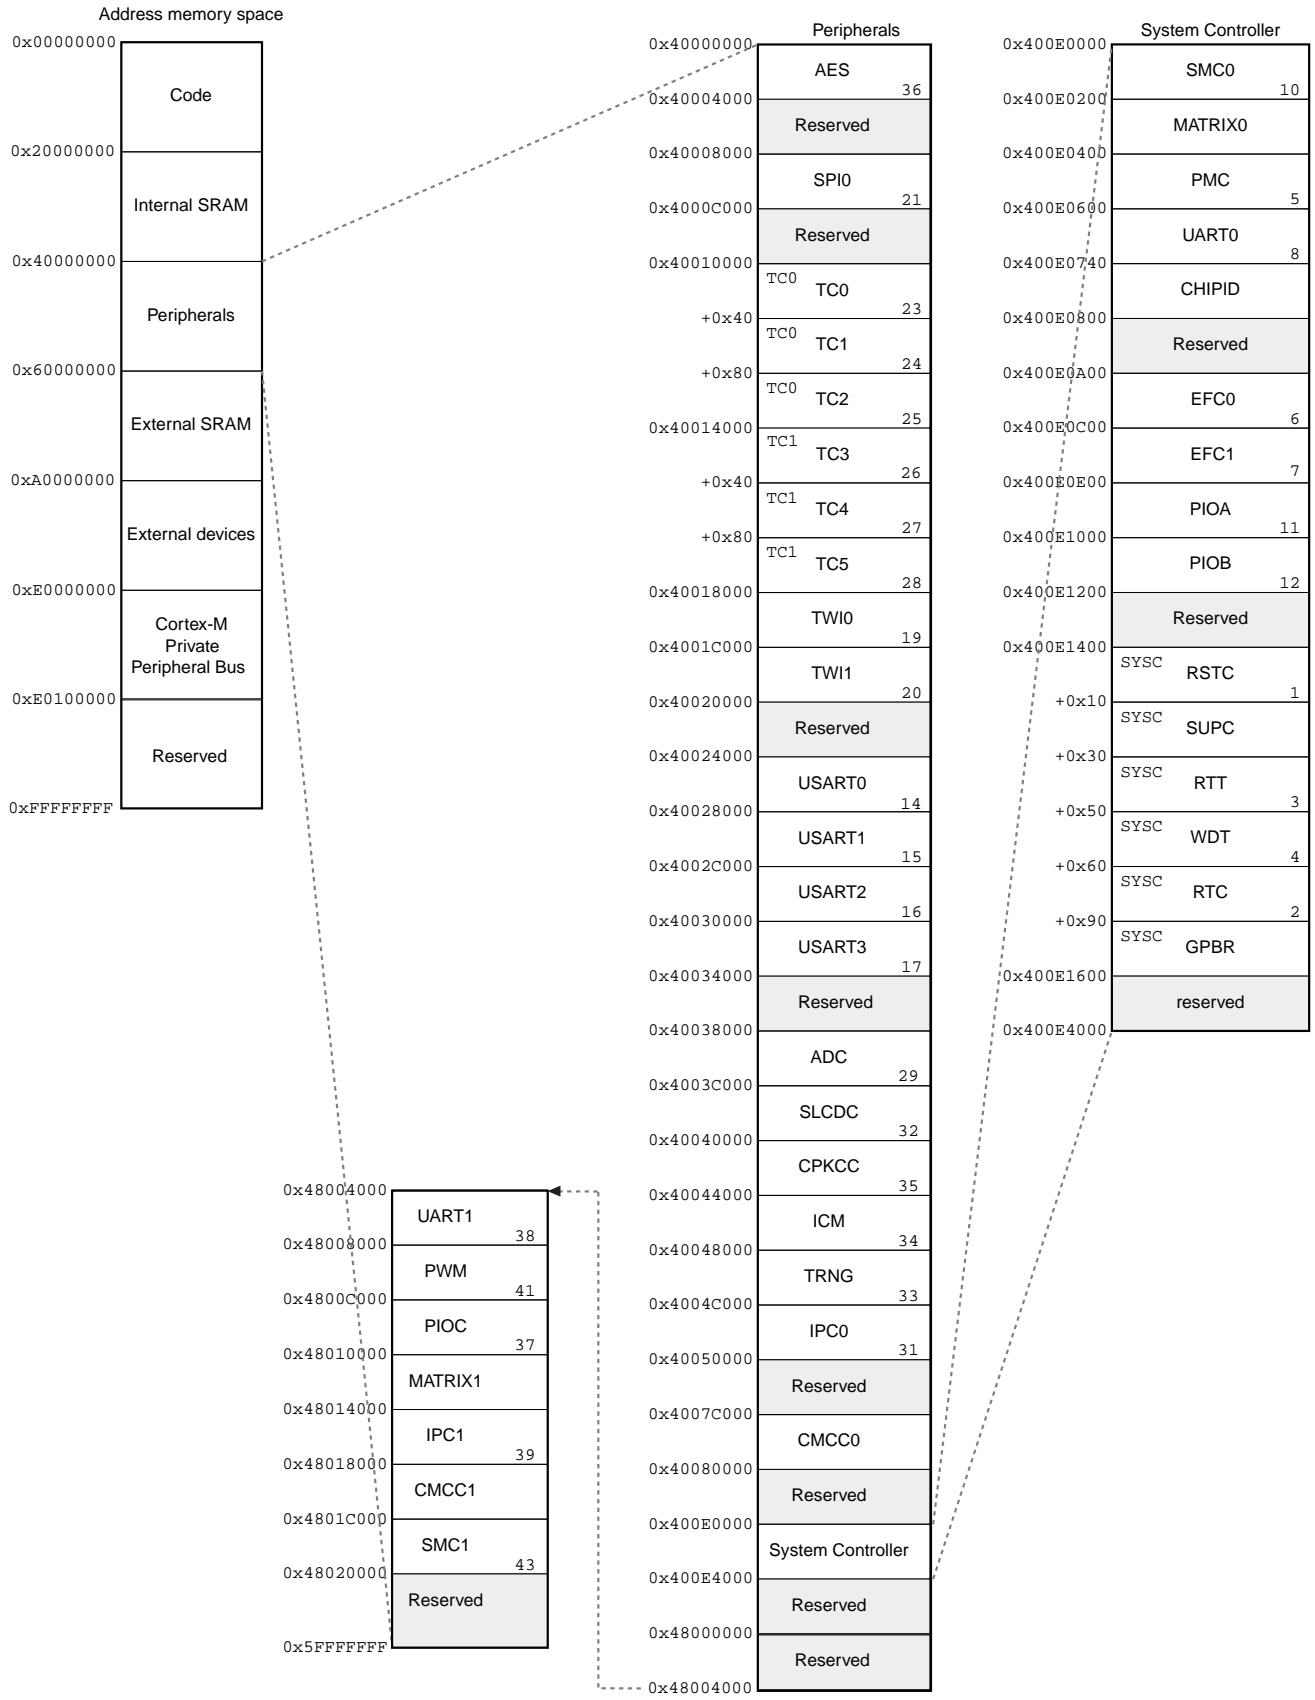 Address memory space
0x00000000
Code
0x20000000
Internal SRAM
0x40000000
Peripherals
0x60000000
External SRAM
0xA0000000
External devices
0xE0000000
Cortex-M
Private
Peripheral Bus
0xE0100000
Reserved
0xFFFFFFFF
0x48004000
UART1
38
0x48008000
PWM
41
0x4800C000
PIOC
37
0x48010000
MATRIX1
0x48014000
IPC1
39
0x48018000
CMCC1
0x4801C000
SMC1
43
0x48020000
Reserved
0x5FFFFFFF
Peripherals
0x40000000
AES
36
0x40004000
Reserved
0x40008000
SPI0
21
0x4000C000
Reserved
0x40010000
TC0
TC0
23
+0x40
TC0
TC1
24
+0x80
TC0
TC2
25
0x40014000
TC1
TC3
26
+0x40
TC1
TC4
27
+0x80
TC1
TC5
28
0x40018000
TWI0
19
0x4001C000
TWI1
20
0x40020000
Reserved
0x40024000
USART0
14
0x40028000
USART1
15
0x4002C000
USART2
16
0x40030000
USART3
17
0x40034000
Reserved
0x40038000
ADC
29
0x4003C000
SLCDC
32
0x40040000
CPKCC
35
0x40044000
ICM
34
0x40048000
TRNG
33
0x4004C000
IPC0
31
0x40050000
Reserved
0x4007C000
CMCC0
0x40080000
Reserved
0x400E0000
System Controller
0x400E4000
Reserved
0x48000000
Reserved
0x48004000
System Controller
0x400E0000
SMC0
10
0x400E0200
MATRIX0
0x400E0400
PMC
5
0x400E0600
UART0
8
0x400E0740
CHIPID
0x400E0800
Reserved
0x400E0A00
EFC0
6
0x400E0C00
EFC1
7
0x400E0E00
PIOA
11
0x400E1000
PIOB
12
0x400E1200
Reserved
0x400E1400
SYSC
RSTC
1
+0x10
SYSC
SUPC
+0x30
SYSC
RTT
3
+0x50
SYSC
WDT
4
+0x60
SYSC
RTC
2
+0x90
SYSC
GPBR
0x400E1600
reserved
0x400E4000